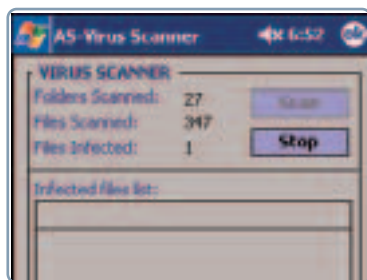 AS-Virus Scanner 6:52 ok
VIRUS SCANNER
Folders Scanned: 27 Scan
Files Scanned: 347
Files Infected: 1 Stop
Infected files list: